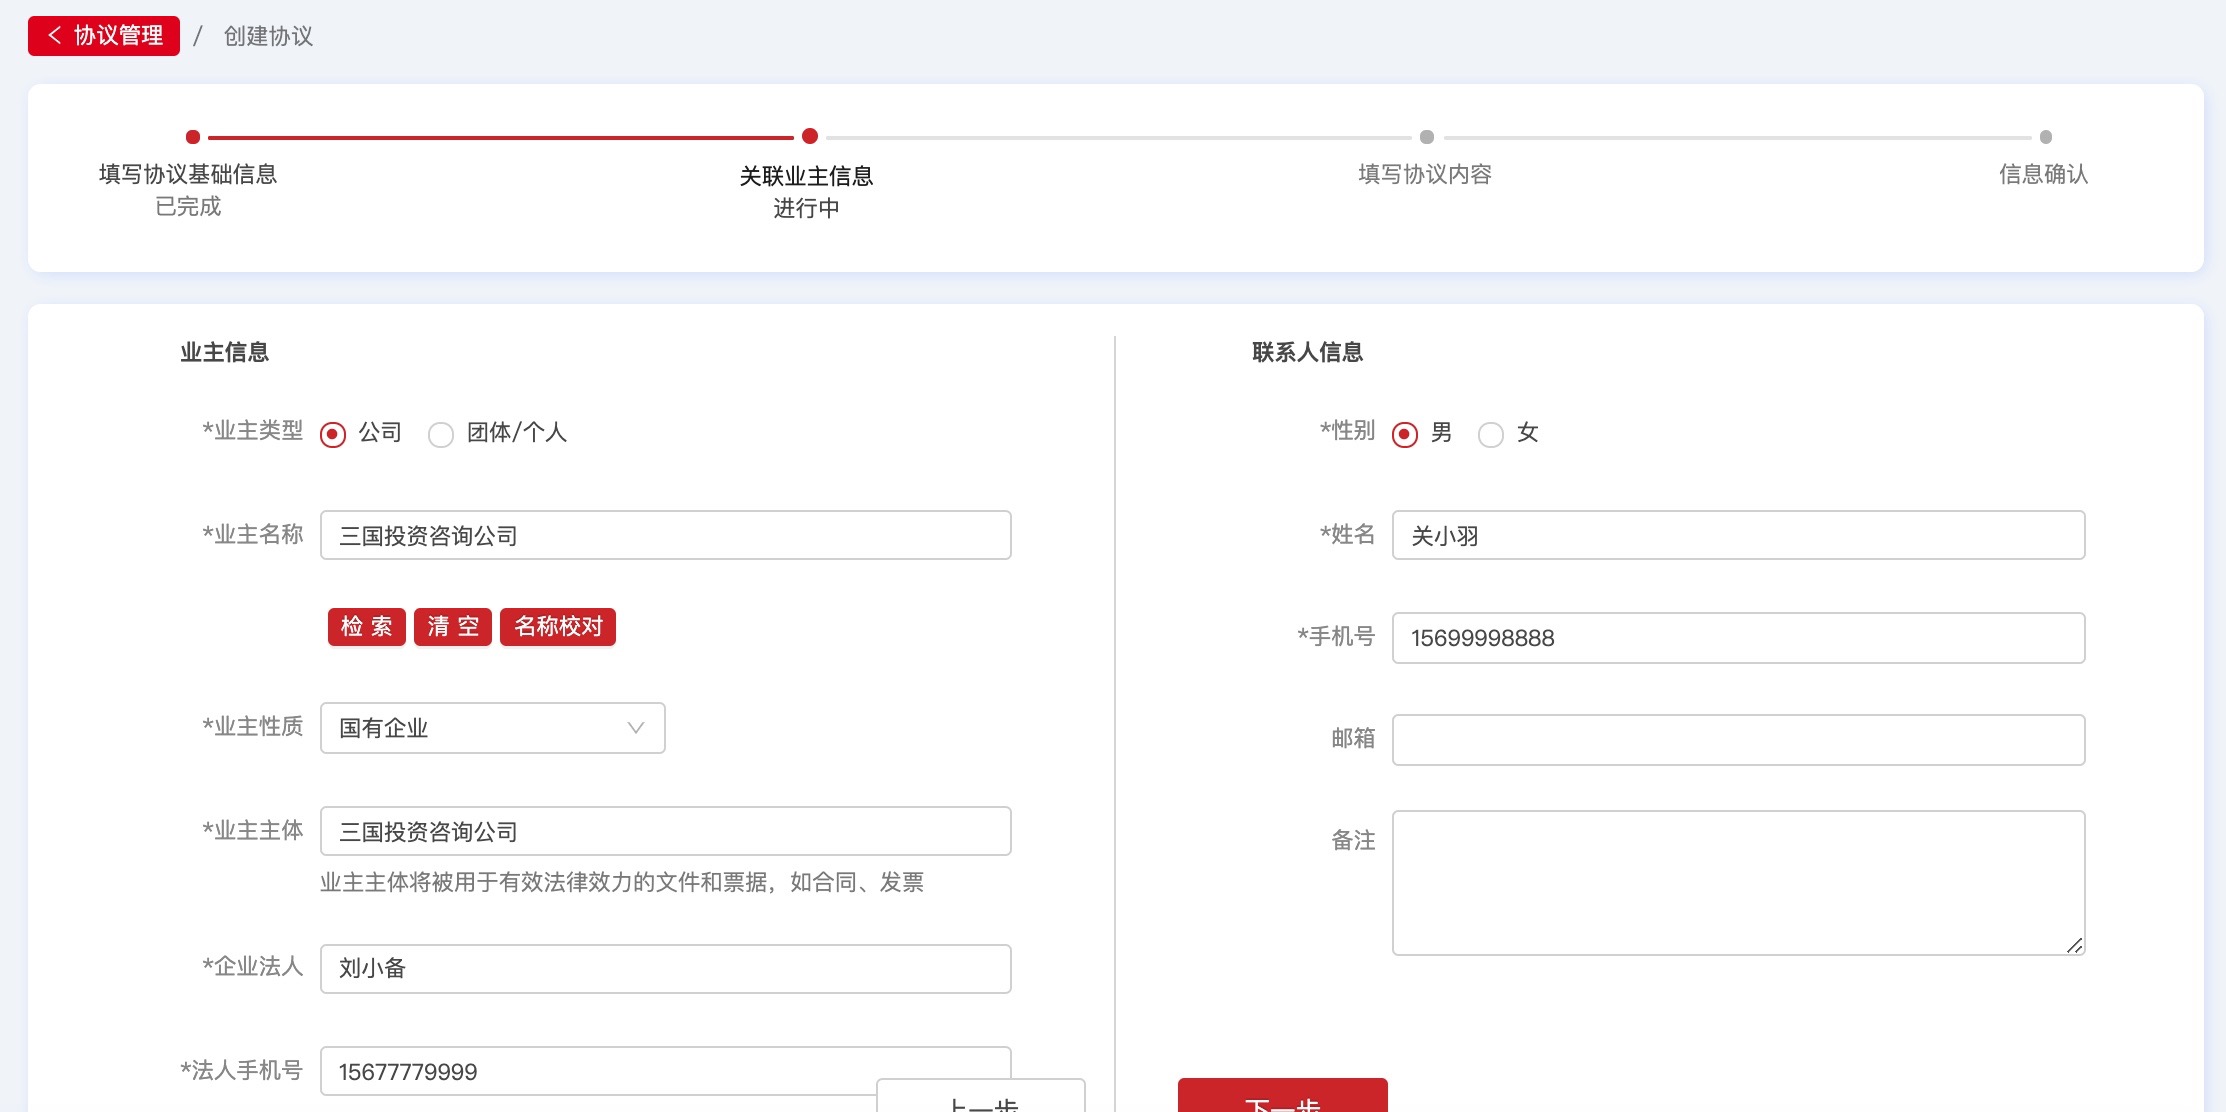 协议管理 / 创建协议
填写协议基础信息
已完成
关联业主信息
进行中
填写协议内容
信息确认
业主信息
*业主类型 公司 团体/个人
*业主名称 三国投资咨询公司
检 索 清 空 名称校对
*业主性质 国有企业
*业主主体 三国投资咨询公司
业主主体将被用于有效法律效力的文件和票据，如合同、发票
*企业法人 刘小备
*法人手机号 15677779999
联系人信息
*性别 男 女
*姓名 关小羽
*手机号 15699998888
邮箱
备注
上一步
下一步